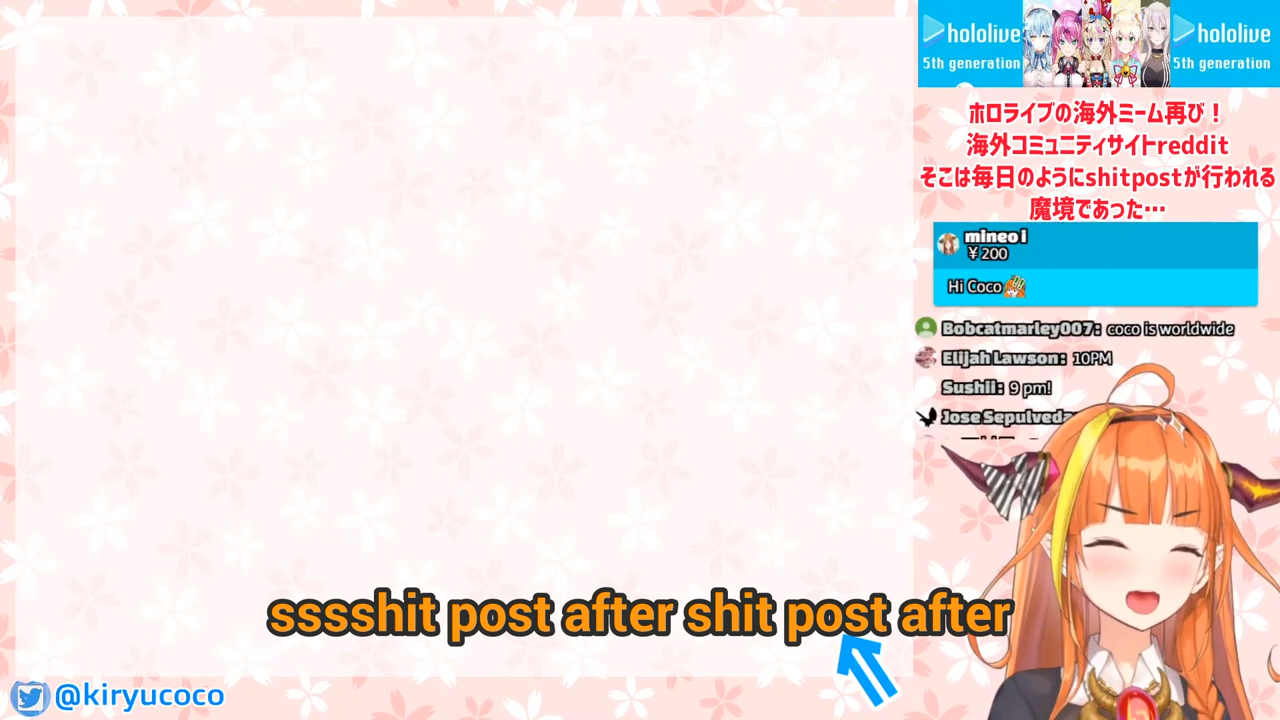 hololive
5th generation
hololive
5th generation
ホロライブの海外ミーム再び！
海外コミュニティサイトreddit
そこは毎日のようにshitpostが行われる
魔境であった…
mineo i
￥200
Hi Coco
Bobcatmarley007: coco is worldwide
Elijah Lawson: 10PM
Sushii: 9 pm!
Jose Sepulveda
sssshit post after shit post after
@kiryucoco